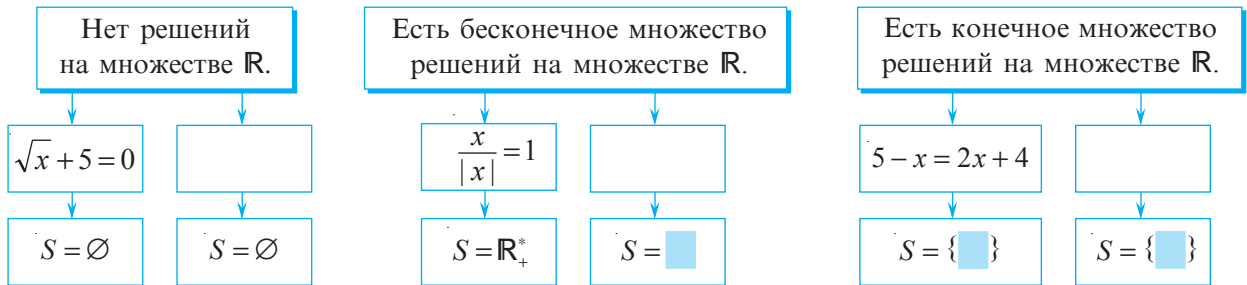 Нет решений
на множестве ℝ.
√x + 5 = 0
S = ∅
S = ∅
Есть бесконечное множество
решений на множестве ℝ.
x/|x| = 1
S = ℝ*₊
S =
Есть конечное множество
решений на множестве ℝ.
5 − x = 2x + 4
S = { }
S = { }